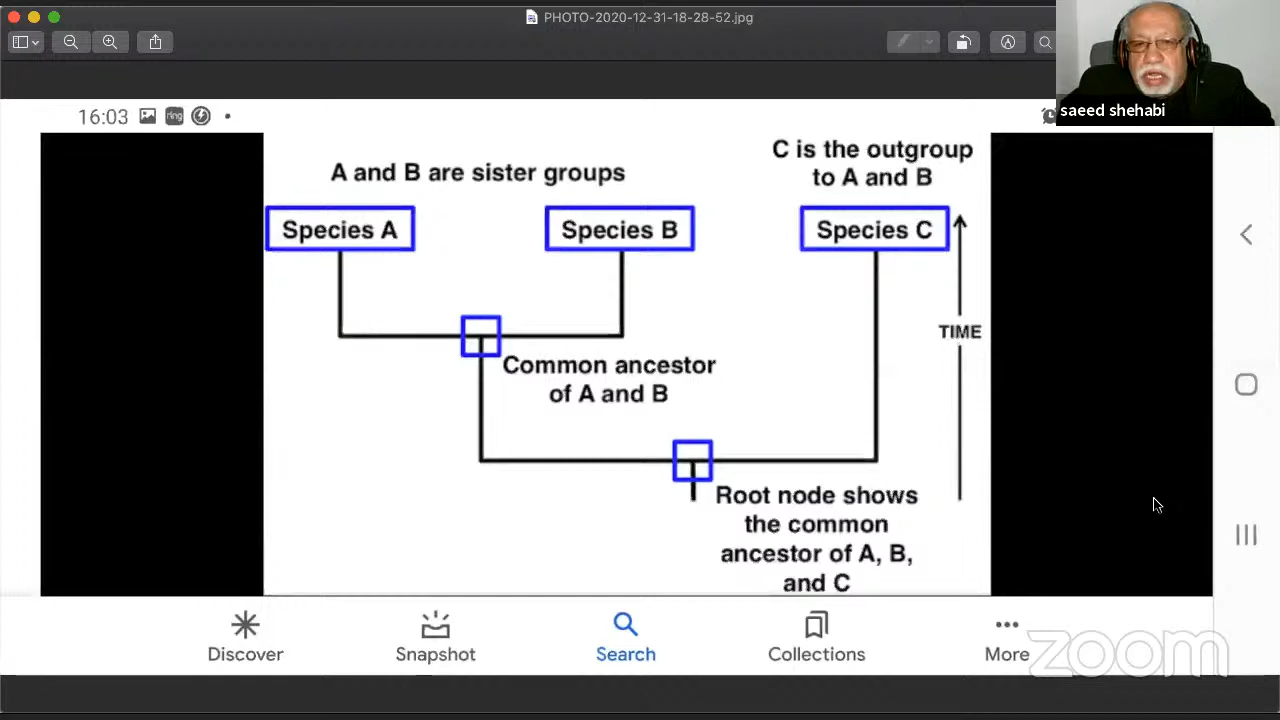 PHOTO-2020-12-31-18-28-52.jpg
saeed shehabi
16:03
ring
A and B are sister groups
C is the outgroup
to A and B
Species A
Species B
Species C
TIME
Common ancestor
of A and B
Root node shows
the common
ancestor of A, B,
and C
Discover
Snapshot
Search
Collections
More
zoom